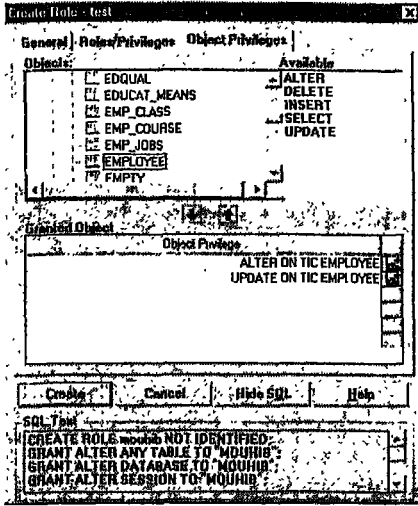 Create Role - test
General Roles/Privileges Object Privileges
Objects: Available
EDQUAL ALTER
EDUCAT_MEANS DELETE
EMP_CLASS INSERT
EMP_COURSE SELECT
EMP_JOBS UPDATE
EMPLOYEE
EMPTY
Granted Object
Object Privilege
ALTER ON TIC EMPLOYEE
UPDATE ON TIC EMPLOYEE
Create Cancel Hide SQL Help
SQL Text
CREATE ROLE mouhib NOT IDENTIFIED;
GRANT ALTER ANY TABLE TO "MOUHIB";
GRANT ALTER DATABASE TO "MOUHIB";
GRANT ALTER SESSION TO "MOUHIB"